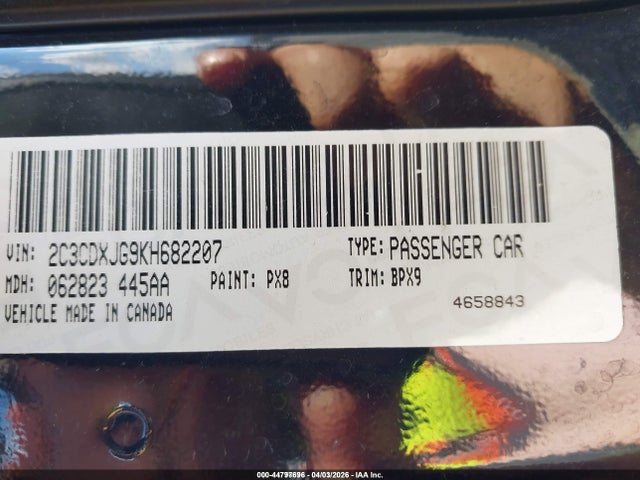 VIN: 2C3CDXJG9KH682207 TYPE: PASSENGER CAR
MDH: 062823 445AA PAINT: PX8 TRIM: BPX9
VEHICLE MADE IN CANADA 4658843
000-44797696 - 04/03/2026 - IAA Inc.